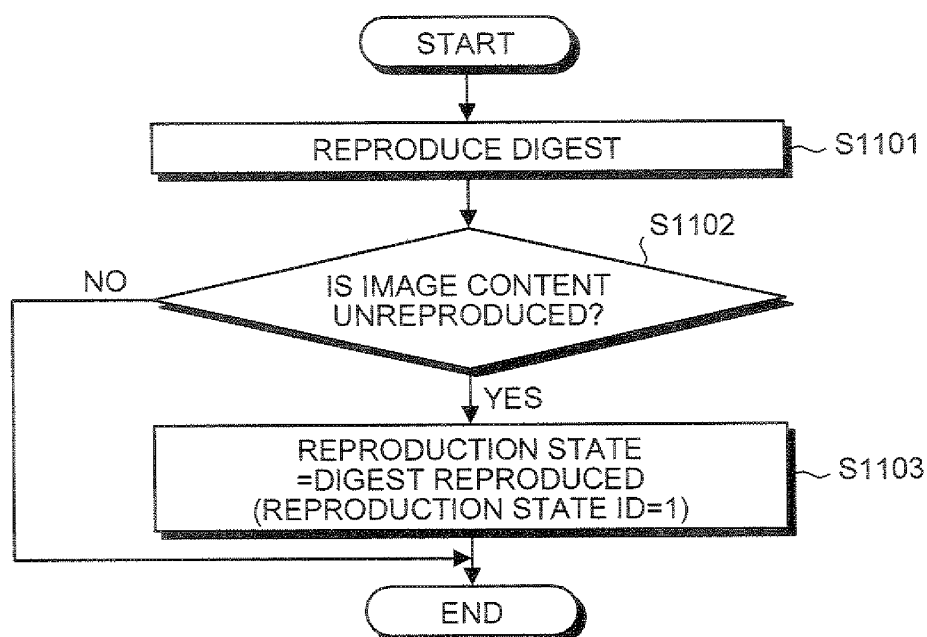 START
REPRODUCE DIGEST
S1101
S1102
NO
IS IMAGE CONTENT
UNREPRODUCED?
YES
REPRODUCTION STATE
=DIGEST REPRODUCED
(REPRODUCTION STATE ID=1)
S1103
END